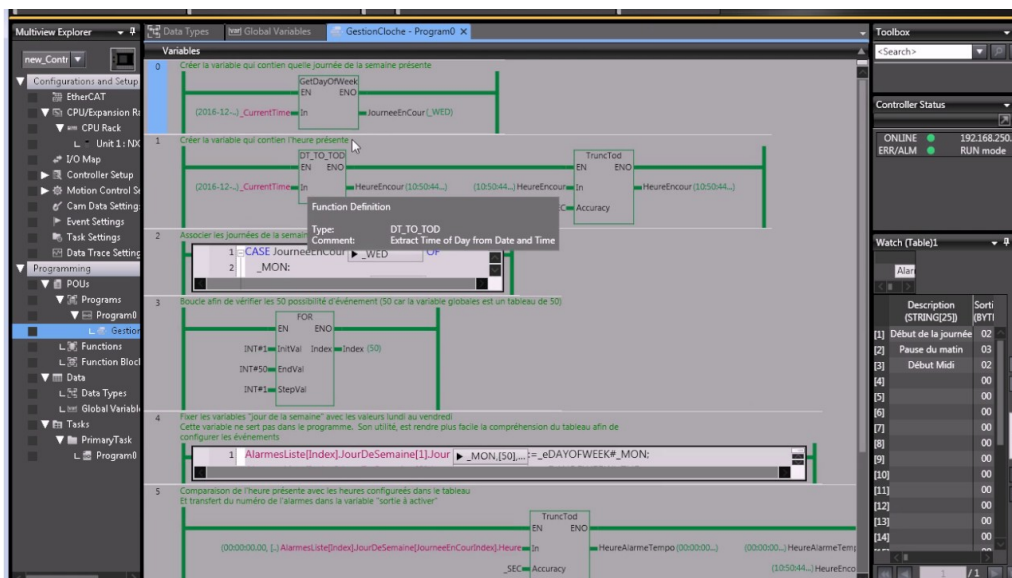 Multiview Explorer
new_Contr
Configurations and Setup
EtherCAT
CPU/Expansion Ra
CPU Rack
Unit 1 : NX
I/O Map
Controller Setup
Motion Control Se
Cam Data Setting
Event Settings
Task Settings
Data Trace Setting
Programming
POUs
Programs
Program0
Gestion
Functions
Function Bloc
Data
Data Types
Global Variabl
Tasks
PrimaryTask
Program0
Data Types
Global Variables
GestionCloche - Program0 X
Variables
0 Créer la variable qui contien quelle journée de la semaine présente
GetDayOfWeek
EN ENO
(2016-12-..)_CurrentTime In JourneeEnCour (_WED)
1 Créer la variable qui contien l'heure présente
DT_TO_TOD
EN ENO
TruncTod
EN ENO
(2016-12-..)_CurrentTime In HeureEncour (10:50:44...) (10:50:44...) HeureEncour In HeureEncour (10:50:44...)
C Accuracy
Function Definition
Type: DT_TO_TOD
Comment: Extract Time of Day from Date and Time
2 Associer les journées de la semain
1 CASE JourneeEnCour ▶ _WED OF
2 _MON:
3 Boucle afin de vérifier les 50 possibilité d'événement (50 car la variable globales est un tableau de 50)
FOR
EN ENO
INT#1 InitVal Index Index (50)
INT#50 EndVal
INT#1 StepVal
4 Fixer les variables "jour de la semaine" avec les valeurs lundi au vendredi
Cette variable ne sert pas dans le programme. Son utilité, est rendre plus facile la compréhension du tableau afin de
configurer les événements
1 AlarmesListe[Index].JourDeSemaine[1].Jour ▶ _MON,[50],... :=_eDAYOFWEEK#_MON;
5 Comparaison de l'heure présente avec les heures configureés dans le tableau
Et transfert du numéro de l'alarmes dans la variable "sortie à activer"
TruncTod
EN ENO
(00:00:00.00, [..) AlarmesListe[Index].JourDeSemaine[JourneeEnCourIndex].Heure In HeureAlarmeTempo (00:00:00...) (00:00:00...) HeureAlarmeTemp
_SEC Accuracy (10:50:44...) HeureEnco
Toolbox
<Search>
Controller Status
ONLINE 192.168.250.
ERR/ALM RUN mode
Watch (Table)1
Alar
Description (STRING[25]) Sorti (BYTI
[1] Début de la journée 02
[2] Pause du matin 03
[3] Début Midi 02
[4] 00
[5] 00
[6] 00
[7] 00
[8] 00
[9] 00
[10] 00
[11] 00
[12] 00
[13] 00
[14] 00
1 /1